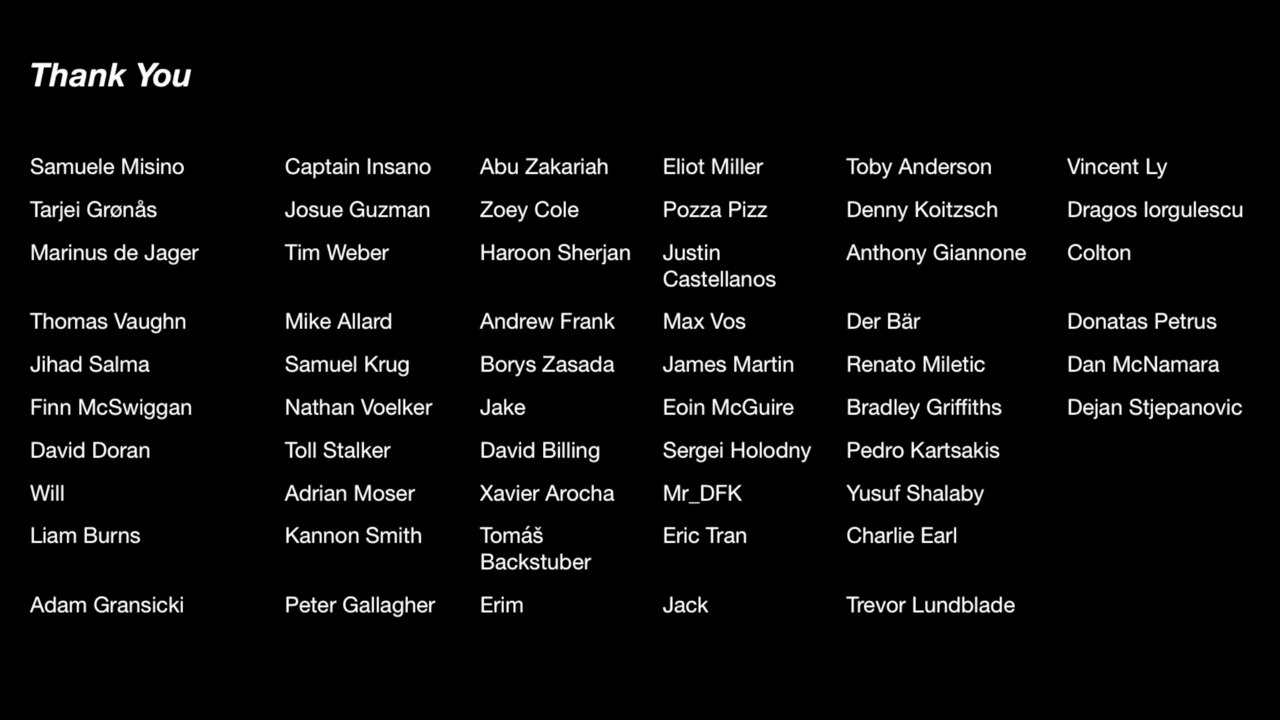 Thank You
Samuele Misino Captain Insano Abu Zakariah Eliot Miller Toby Anderson Vincent Ly
Tarjei Grønås Josue Guzman Zoey Cole Pozza Pizz Denny Koitzsch Dragos Iorgulescu
Marinus de Jager Tim Weber Haroon Sherjan Justin Anthony Giannone Colton
Castellanos
Thomas Vaughn Mike Allard Andrew Frank Max Vos Der Bär Donatas Petrus
Jihad Salma Samuel Krug Borys Zasada James Martin Renato Miletic Dan McNamara
Finn McSwiggan Nathan Voelker Jake Eoin McGuire Bradley Griffiths Dejan Stjepanovic
David Doran Toll Stalker David Billing Sergei Holodny Pedro Kartsakis
Will Adrian Moser Xavier Arocha Mr_DFK Yusuf Shalaby
Liam Burns Kannon Smith Tomáš Eric Tran Charlie Earl
Backstuber
Adam Gransicki Peter Gallagher Erim Jack Trevor Lundblade